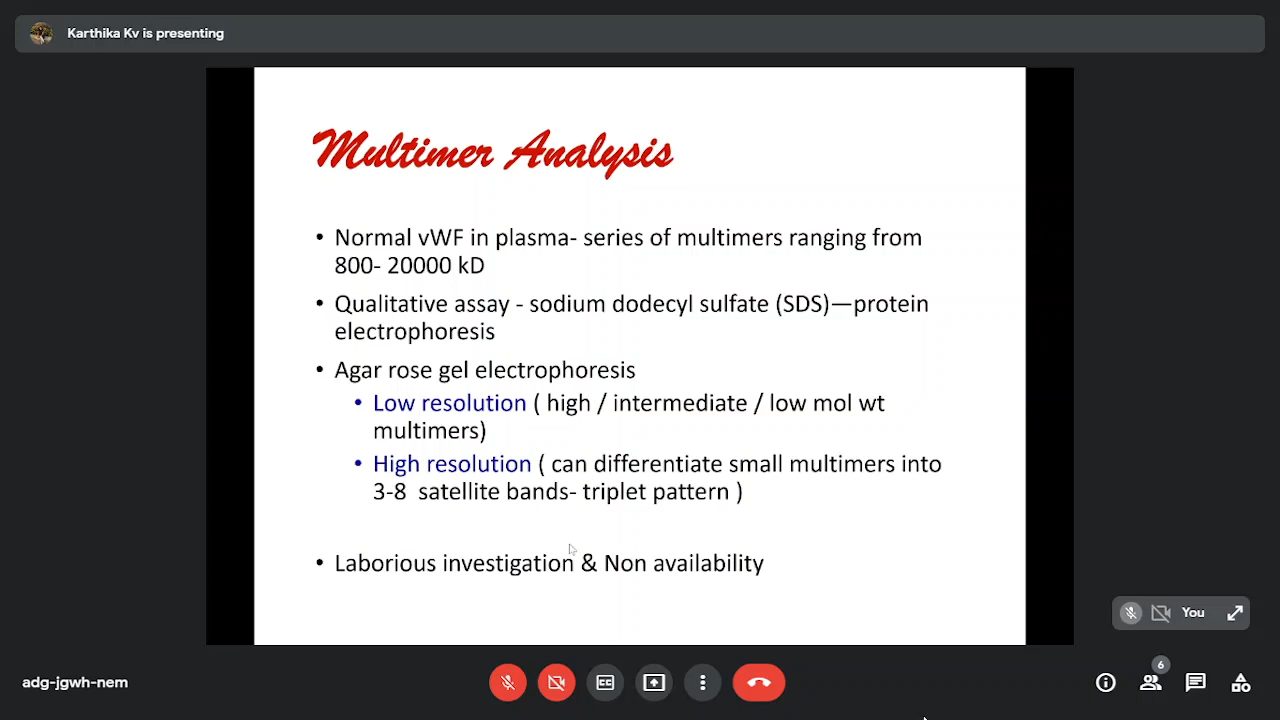 Karthika Kv is presenting
Multimer Analysis
• Normal vWF in plasma- series of multimers ranging from
800- 20000 kD
• Qualitative assay - sodium dodecyl sulfate (SDS)—protein
electrophoresis
• Agar rose gel electrophoresis
• Low resolution ( high / intermediate / low mol wt
multimers)
• High resolution ( can differentiate small multimers into
3-8 satellite bands- triplet pattern )
• Laborious investigation & Non availability
You
adg-jgwh-nem
CC
6